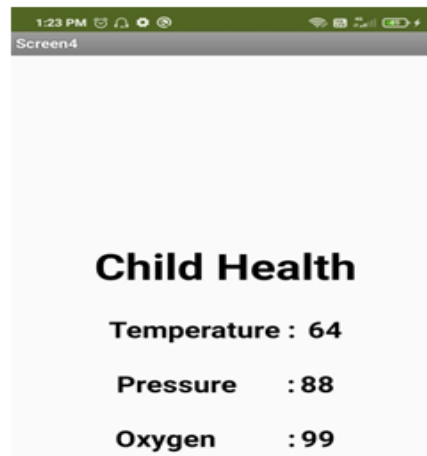 1:23 PM
Screen4
Child Health
Temperature : 64
Pressure : 88
Oxygen : 99